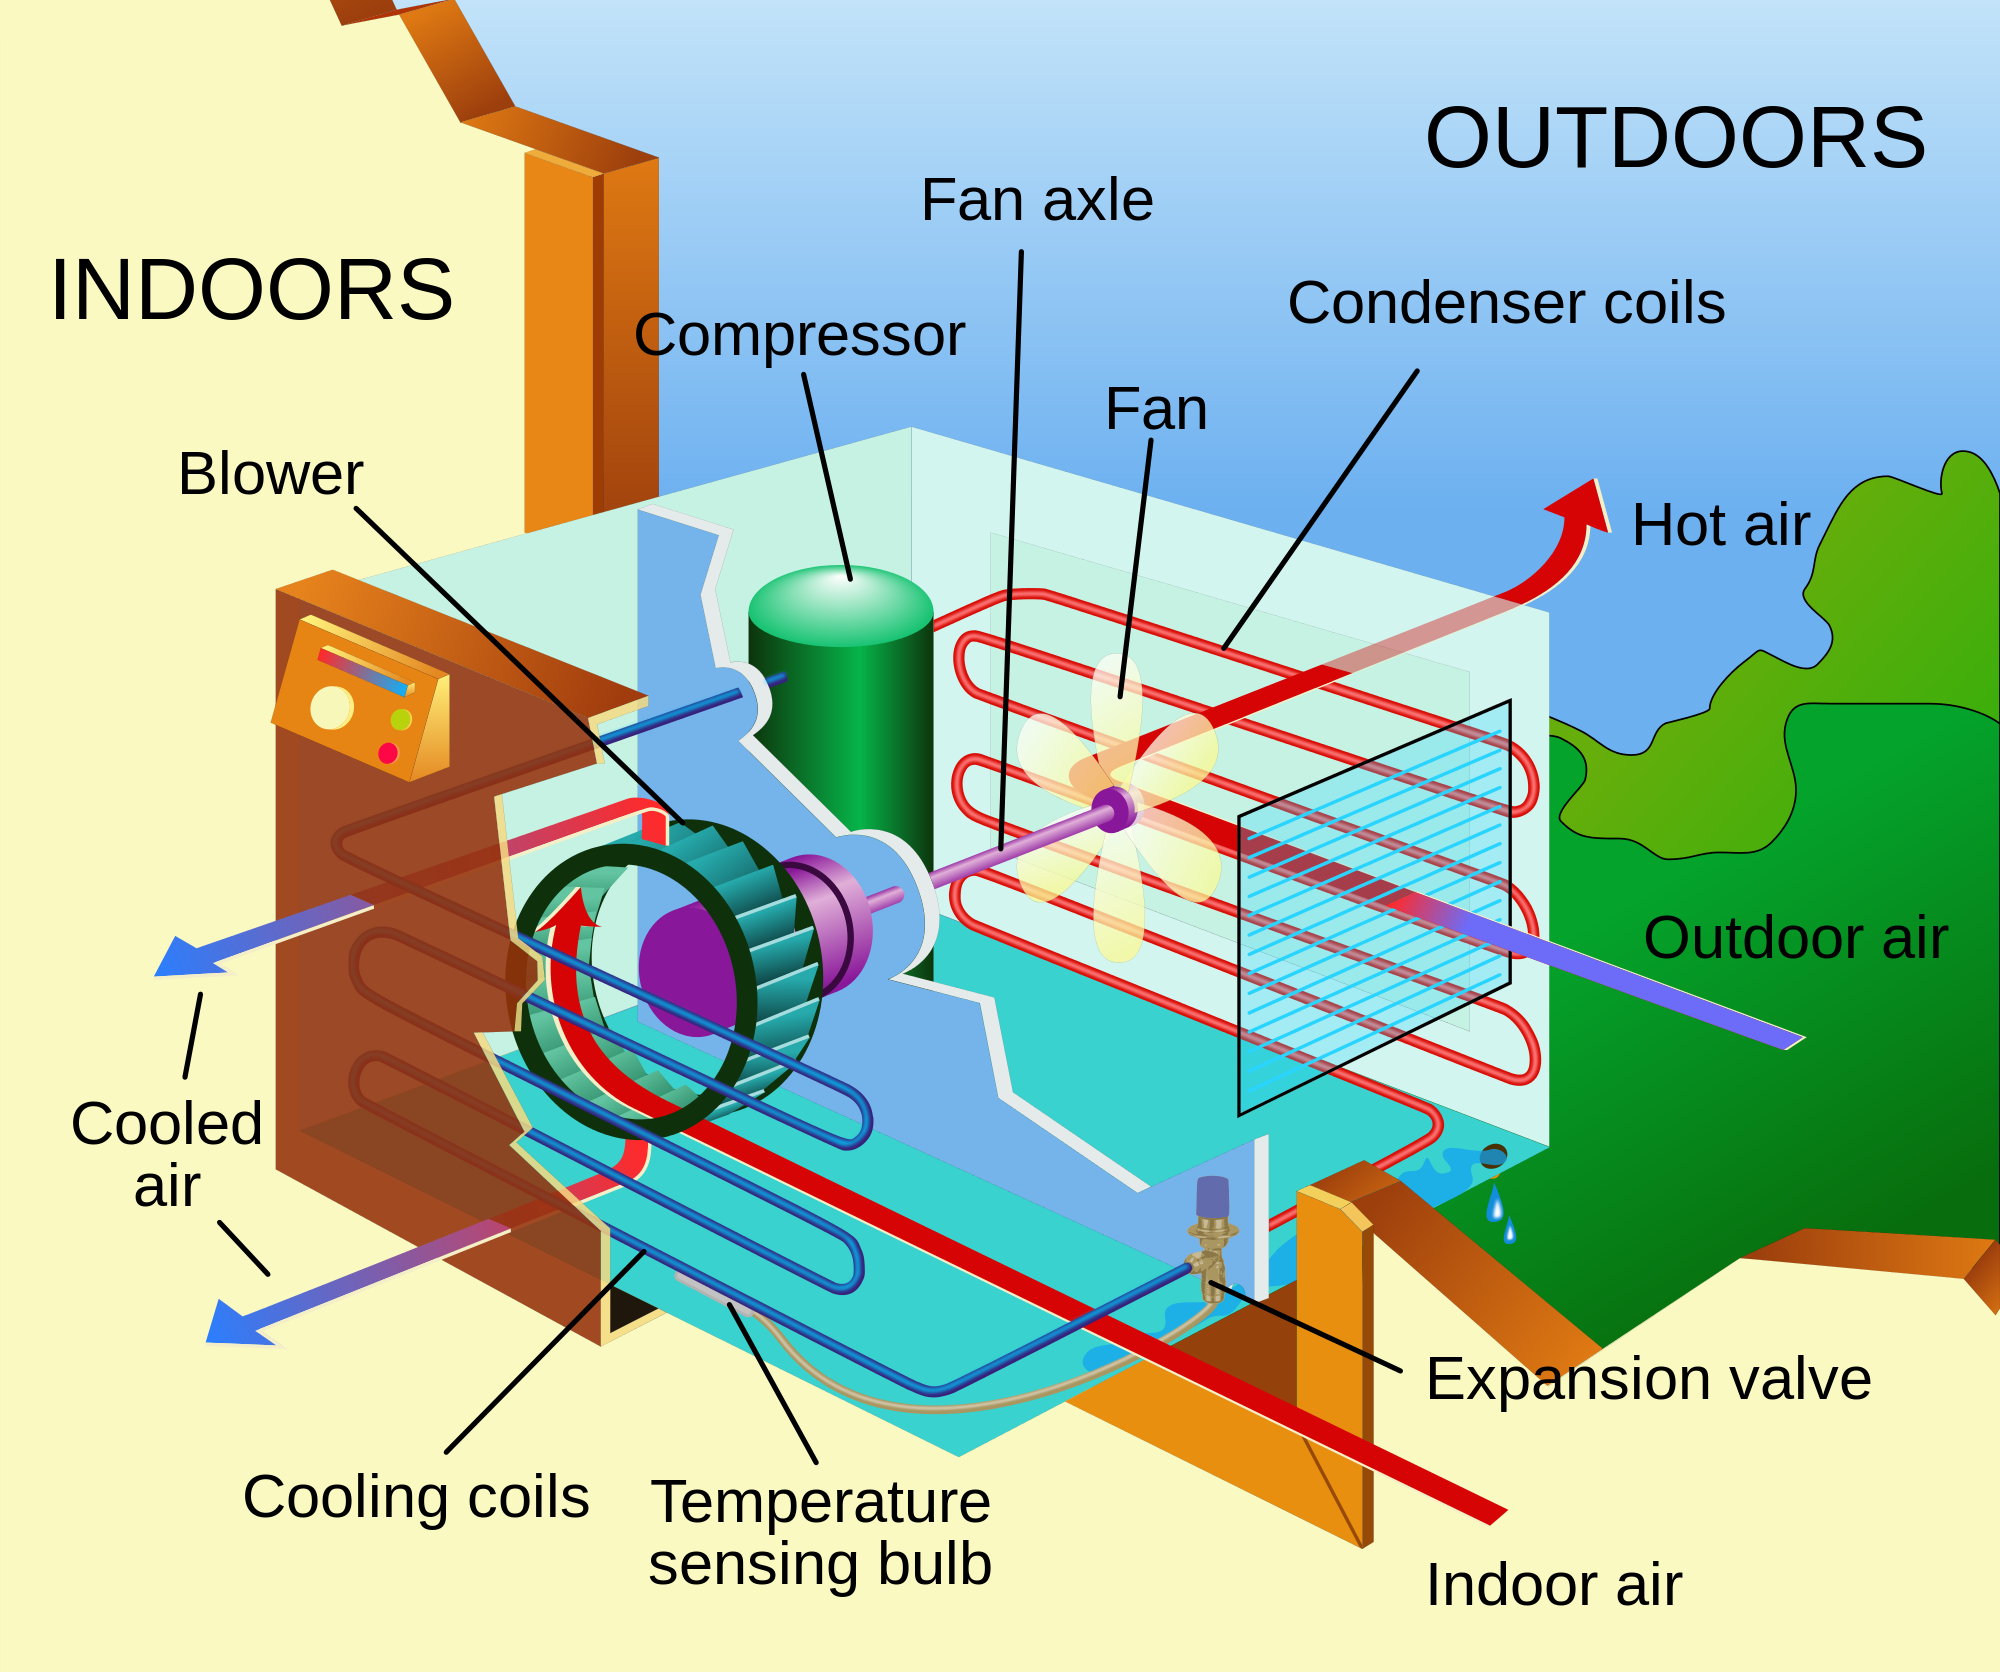 OUTDOORS
Fan axle
INDOORS
Condenser coils
Compressor
Fan
Blower
Hot air
Outdoor air
Cooled
air
Expansion valve
Cooling coils
Temperature
sensing bulb
Indoor air